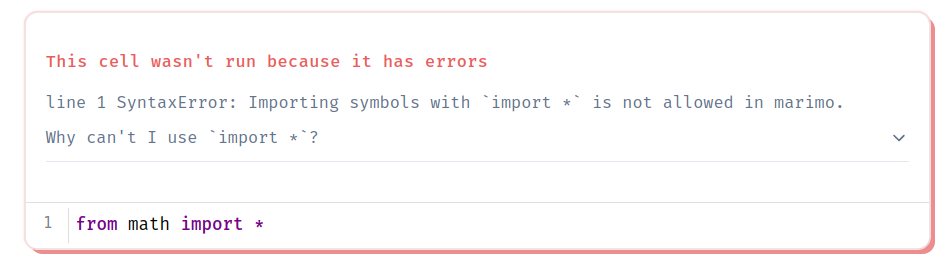 This cell wasn't run because it has errors
line 1 SyntaxError: Importing symbols with `import *` is not allowed in marimo.
Why can't I use `import *`?
1 from math import *